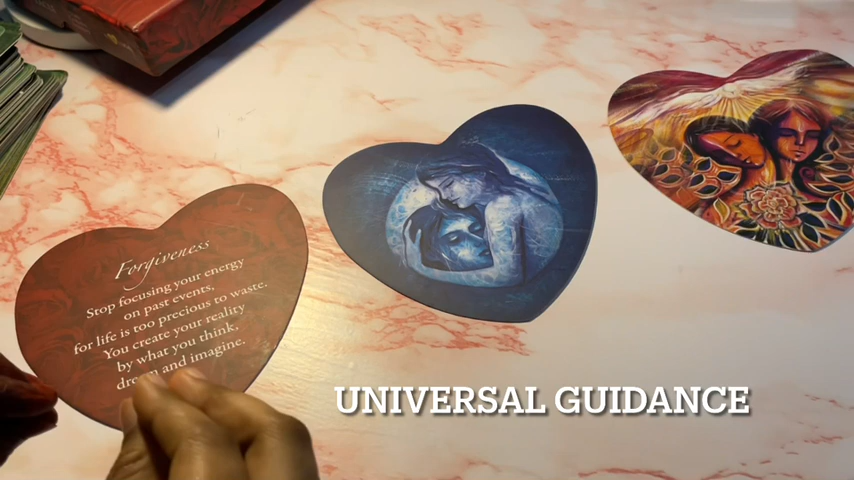 Forgiveness
Stop focusing your energy
on past events,
for life is too precious to waste.
You create your reality
by what you think,
dream and imagine.
UNIVERSAL GUIDANCE